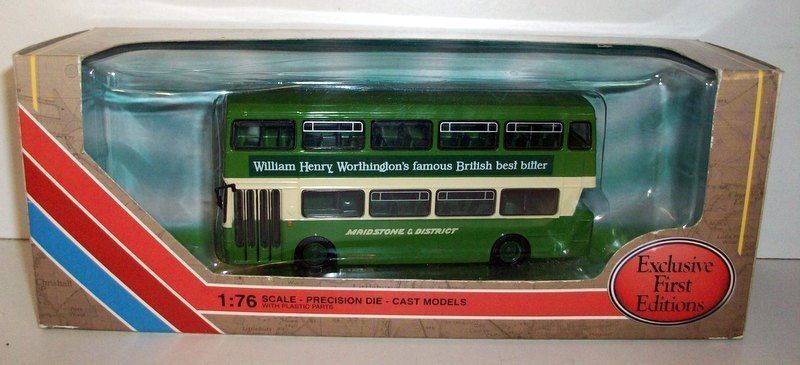 William Henry Worthington's famous British best bitter
MAIDSTONE & DISTRICT
1:76 SCALE - PRECISION DIE - CAST MODELS
WITH PLASTIC PARTS
Exclusive
First
Editions
Chrishall